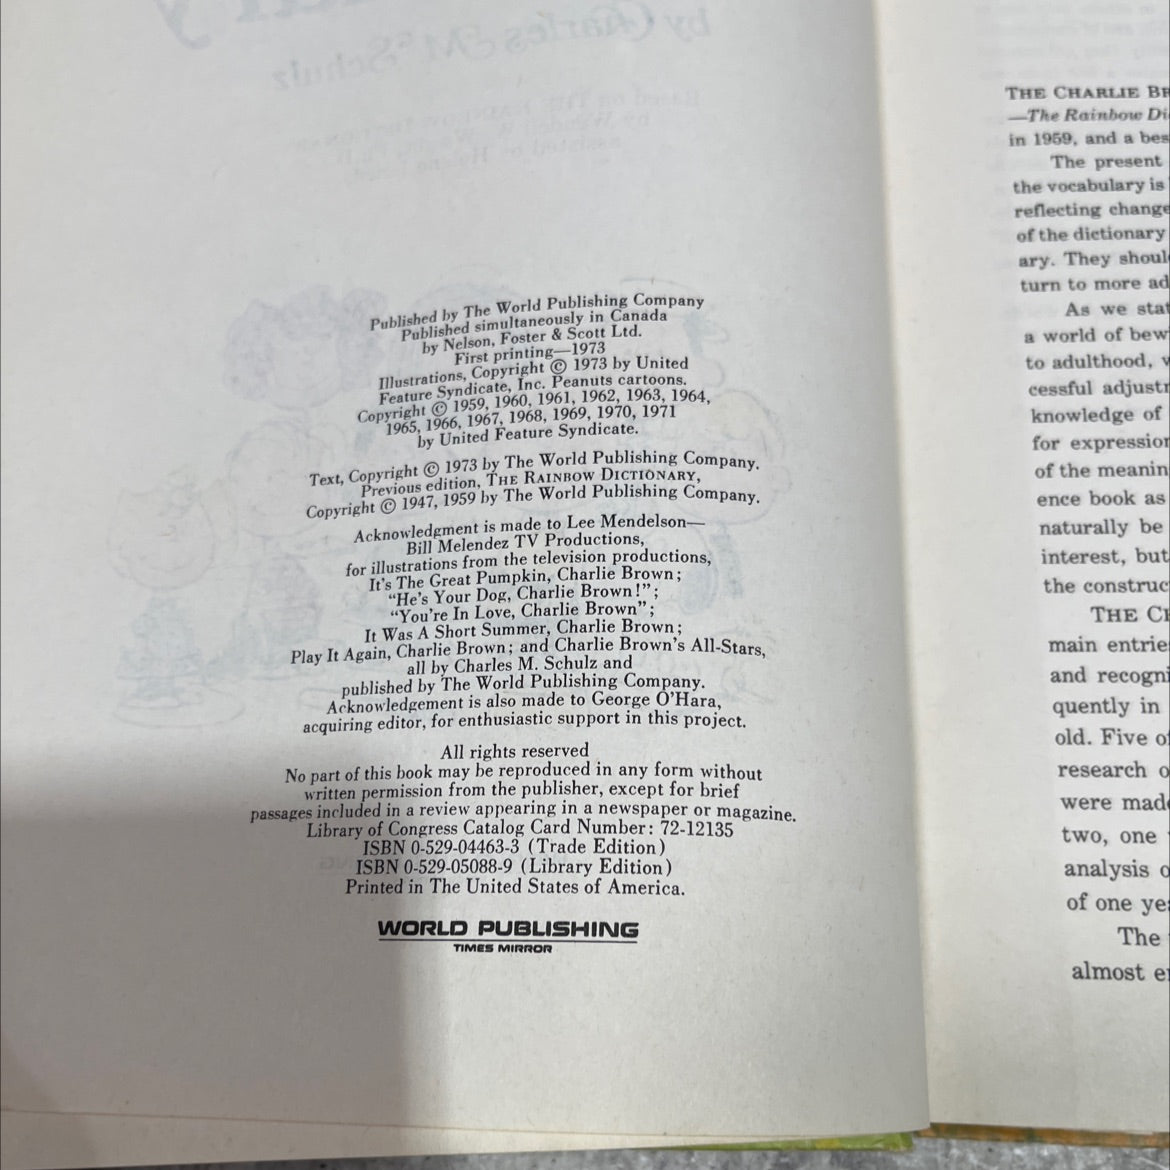 by Charles M. Schulz
Published by The World Publishing Company
Published simultaneously in Canada
by Nelson, Foster & Scott Ltd.
First printing—1973
Illustrations, Copyright © 1973 by United
Feature Syndicate, Inc. Peanuts cartoons.
Copyright © 1959, 1960, 1961, 1962, 1963, 1964,
1965, 1966, 1967, 1968, 1969, 1970, 1971
by United Feature Syndicate.
Text, Copyright © 1973 by The World Publishing Company.
Previous edition, THE RAINBOW DICTIONARY,
Copyright © 1947, 1959 by The World Publishing Company.
Acknowledgment is made to Lee Mendelson—
Bill Melendez TV Productions,
for illustrations from the television productions,
It's The Great Pumpkin, Charlie Brown;
"He's Your Dog, Charlie Brown!";
"You're In Love, Charlie Brown";
It Was A Short Summer, Charlie Brown;
Play It Again, Charlie Brown; and Charlie Brown's All-Stars,
all by Charles M. Schulz and
published by The World Publishing Company.
Acknowledgement is also made to George O'Hara,
acquiring editor, for enthusiastic support in this project.
All rights reserved
No part of this book may be reproduced in any form without
written permission from the publisher, except for brief
passages included in a review appearing in a newspaper or magazine.
Library of Congress Catalog Card Number: 72-12135
ISBN 0-529-04463-3 (Trade Edition)
ISBN 0-529-05088-9 (Library Edition)
Printed in The United States of America.
WORLD PUBLISHING
TIMES MIRROR
THE CHARLIE BR
—The Rainbow Di
in 1959, and a bes
The present
the vocabulary is
reflecting change
of the dictionary
ary. They shoul
turn to more ad
As we stat
a world of bew
to adulthood, w
cessful adjustr
knowledge of
for expression
of the meanin
ence book as
naturally be
interest, but
the construc
THE CH
main entries
and recogni
quently in
old. Five of
research o
were made
two, one
analysis o
of one yea
The
almost e